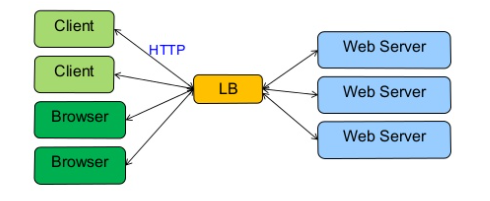 Client
HTTP
Client
Browser
Browser
LB
Web Server
Web Server
Web Server